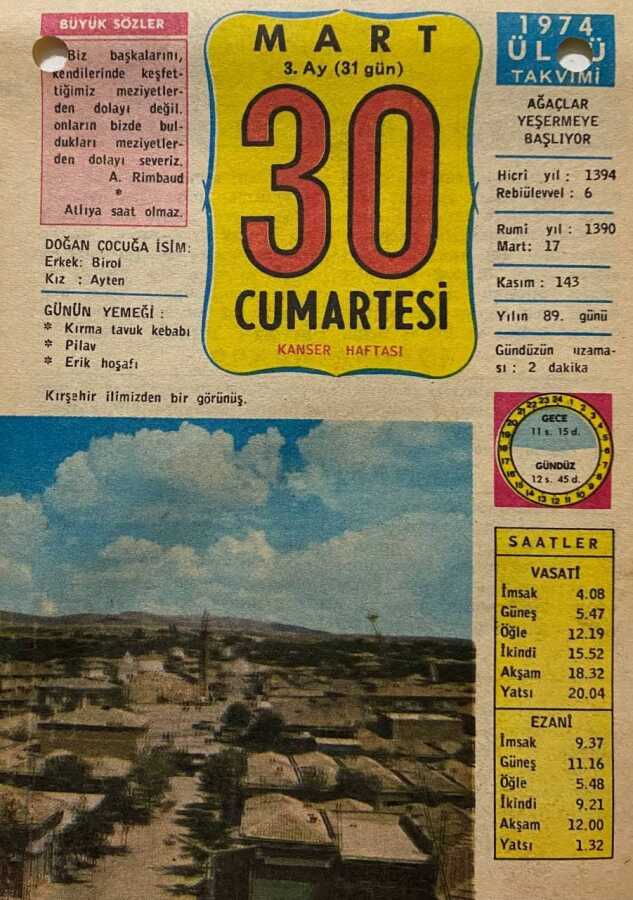 BÜYÜK SÖZLER
Biz başkalarını,
kendilerinde keşfet-
tiğimiz meziyetler-
den dolayı değil.
onların bizde bul-
dukları meziyetler-
den dolayı severiz.
A. Rimbaud
*
Atlıya saat olmaz.
DOĞAN ÇOCUĞA İSİM:
Erkek: Birol
Kız : Ayten
GÜNÜN YEMEĞİ :
* Kırma tavuk kebabı
* Pilav
* Erik hoşafı
Kırşehir ilimizden bir görünüş.
MART
3. Ay (31 gün)
30
CUMARTESİ
KANSER HAFTASI
1974
TAKVİMİ
AĞAÇLAR
YEŞERMEYE
BAŞLIYOR
Hicrî yıl : 1394
Rebiülevvel : 6
Rumî yıl : 1390
Mart: 17
Kasım : 143
Yılın 89. günü
Gündüzün uzama-
sı : 2 dakika
GECE
11 s. 15 d.
GÜNDÜZ
12 s. 45 d.
SAATLER
VASATİ
İmsak 4.08
Güneş 5.47
Öğle 12.19
İkindi 15.52
Akşam 18.32
Yatsı 20.04
EZANİ
İmsak 9.37
Güneş 11.16
Öğle 5.48
İkindi 9.21
Akşam 12.00
Yatsı 1.32